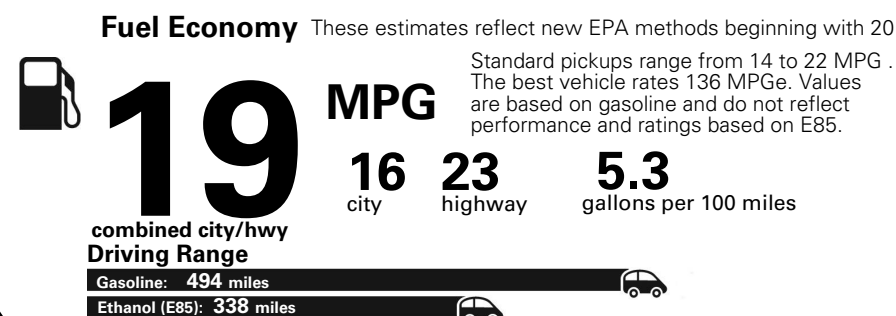 Fuel Economy These estimates reflect new EPA methods beginning with 20
Standard pickups range from 14 to 22 MPG .
The best vehicle rates 136 MPGe. Values
are based on gasoline and do not reflect
performance and ratings based on E85.
19 MPG
16 23 5.3
city highway gallons per 100 miles
combined city/hwy
Driving Range
Gasoline: 494 miles
Ethanol (E85): 338 miles